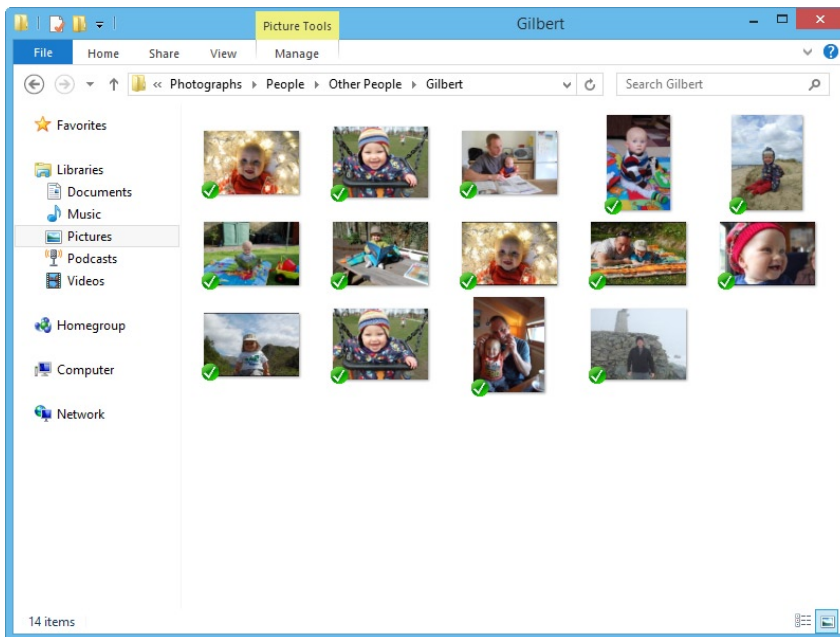 Picture Tools
Gilbert
File Home Share View Manage
« Photographs People Other People Gilbert
Search Gilbert
Favorites
Libraries
Documents
Music
Pictures
Podcasts
Videos
Homegroup
Computer
Network
14 items